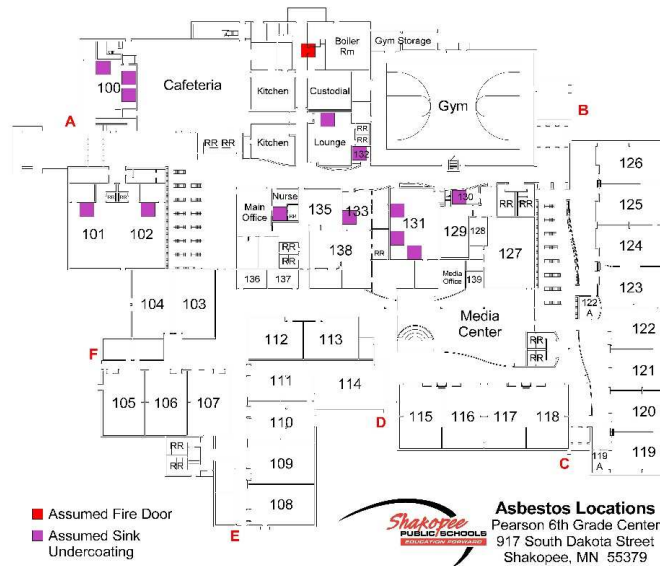 Boiler
Rm
Gym Storage
100
Cafeteria
Kitchen
Custodial
Gym
A
B
RR RR
Kitchen
Lounge
RR
RR
132
126
125
124
123
101
RR RR
102
Main
Office
Nurse
RR
135
133
131
130
129
128
RR RR
127
RR
RR
138
RR
136
137
Media
Office
139
122
A
104
103
Media
Center
122
F
112
113
RR
RR
121
111
114
105
106
107
110
D
115
116
117
118
120
RR
RR
109
C
119
A
119
108
E
Assumed Fire Door
Assumed Sink
Undercoating
Shakopee
PUBLIC SCHOOLS
EDUCATION FORWARD
Asbestos Locations
Pearson 6th Grade Center
917 South Dakota Street
Shakopee, MN 55379